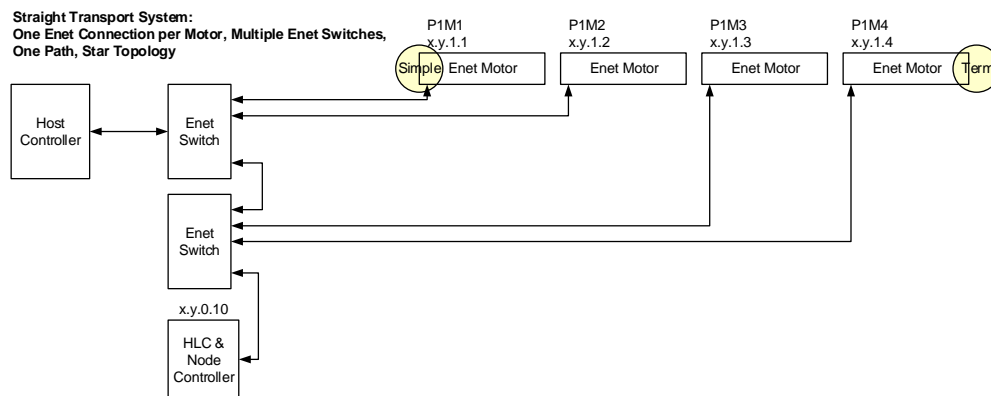 Straight Transport System:
One Enet Connection per Motor, Multiple Enet Switches,
One Path, Star Topology
P1M1
x.y.1.1
P1M2
x.y.1.2
P1M3
x.y.1.3
P1M4
x.y.1.4
Simple
Enet Motor
Enet Motor
Enet Motor
Enet Motor
Term
Host
Controller
Enet
Switch
Enet
Switch
x.y.0.10
HLC &
Node
Controller